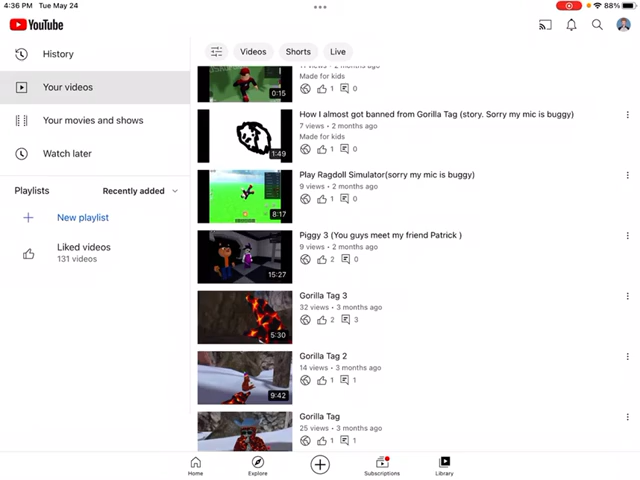 4:36 PM Tue May 24
88%
YouTube
History
Your videos
Your movies and shows
Watch later
Playlists
Recently added
New playlist
Liked videos
131 videos
Videos
Shorts
Live
0:15
Made for kids
1
0
How I almost got banned from Gorilla Tag (story. Sorry my mic is buggy)
7 views • 2 months ago
Made for kids
1:49
1
0
Play Ragdoll Simulator(sorry my mic is buggy)
9 views • 2 months ago
8:17
1
0
Piggy 3 (You guys meet my friend Patrick )
9 views • 2 months ago
15:27
2
0
Gorilla Tag 3
32 views • 3 months ago
5:30
2
3
Gorilla Tag 2
14 views • 3 months ago
9:42
1
1
Gorilla Tag
25 views • 3 months ago
1
1
Home
Explore
Subscriptions
Library